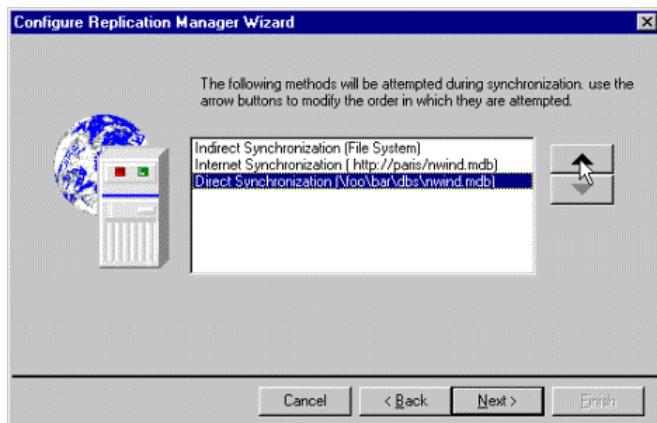 Configure Replication Manager Wizard
The following methods will be attempted during synchronization. use the
arrow buttons to modify the order in which they are attempted.
Indirect Synchronization (File System)
Internet Synchronization ( http://paris/nwind.mdb)
Direct Synchronization (\foo\bar\dbs\nwind.mdb)
Cancel
< Back
Next >
Finish